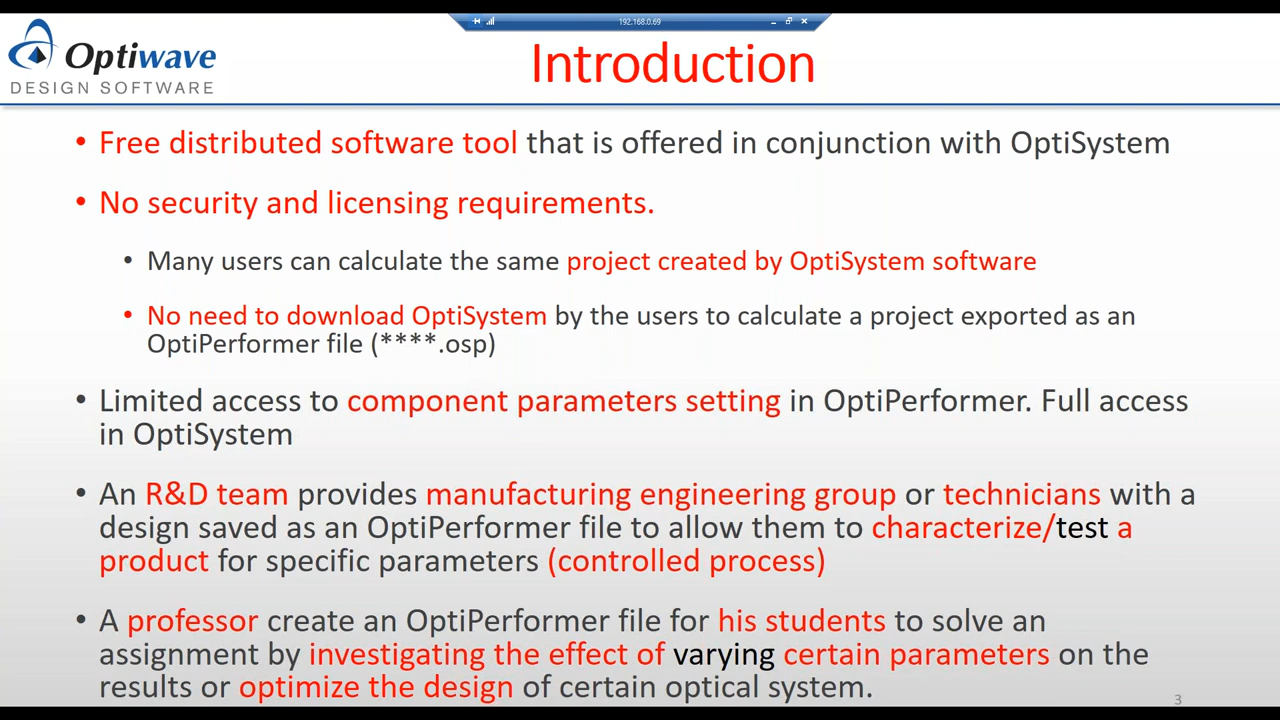 192.168.0.69
Optiwave
DESIGN SOFTWARE
Introduction
• Free distributed software tool that is offered in conjunction with OptiSystem
• No security and licensing requirements.
• Many users can calculate the same project created by OptiSystem software
• No need to download OptiSystem by the users to calculate a project exported as an
OptiPerformer file (****.osp)
• Limited access to component parameters setting in OptiPerformer. Full access
in OptiSystem
• An R&D team provides manufacturing engineering group or technicians with a
design saved as an OptiPerformer file to allow them to characterize/test a
product for specific parameters (controlled process)
• A professor create an OptiPerformer file for his students to solve an
assignment by investigating the effect of varying certain parameters on the
results or optimize the design of certain optical system.
3